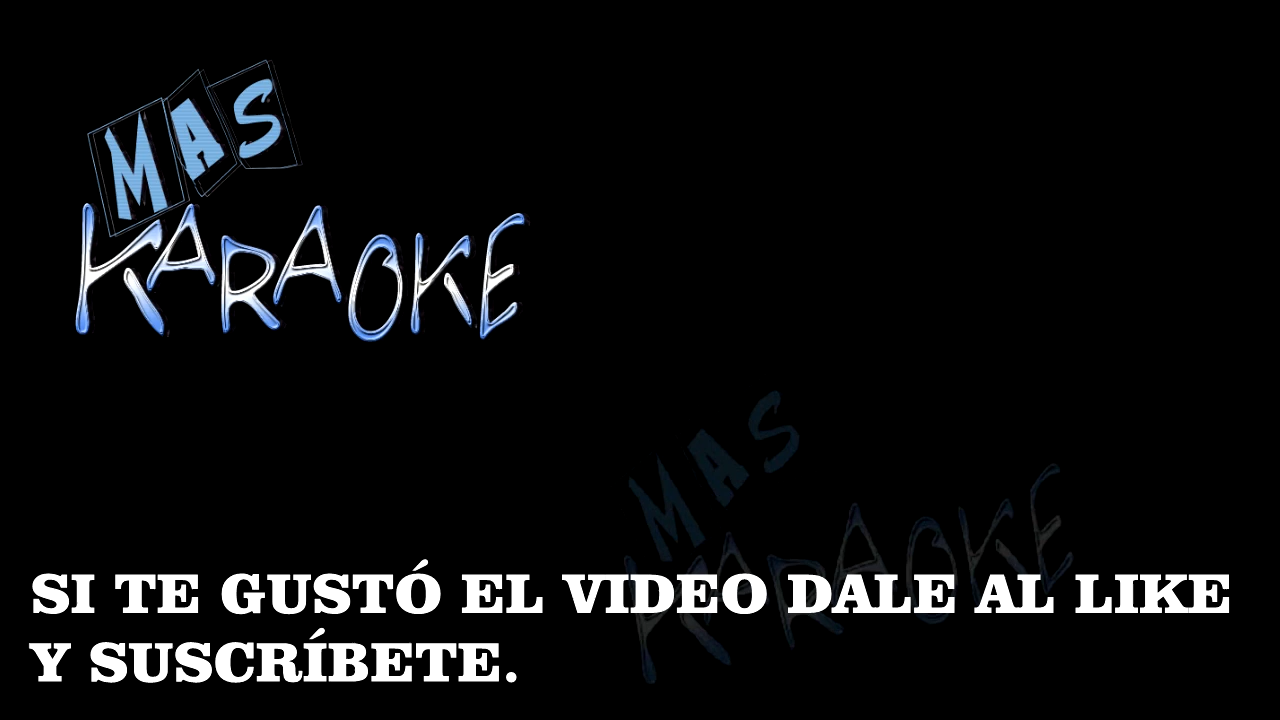 MAS
KARAOKE
MAS
KARAOKE
SI TE GUSTÓ EL VIDEO DALE AL LIKE
Y SUSCRÍBETE.